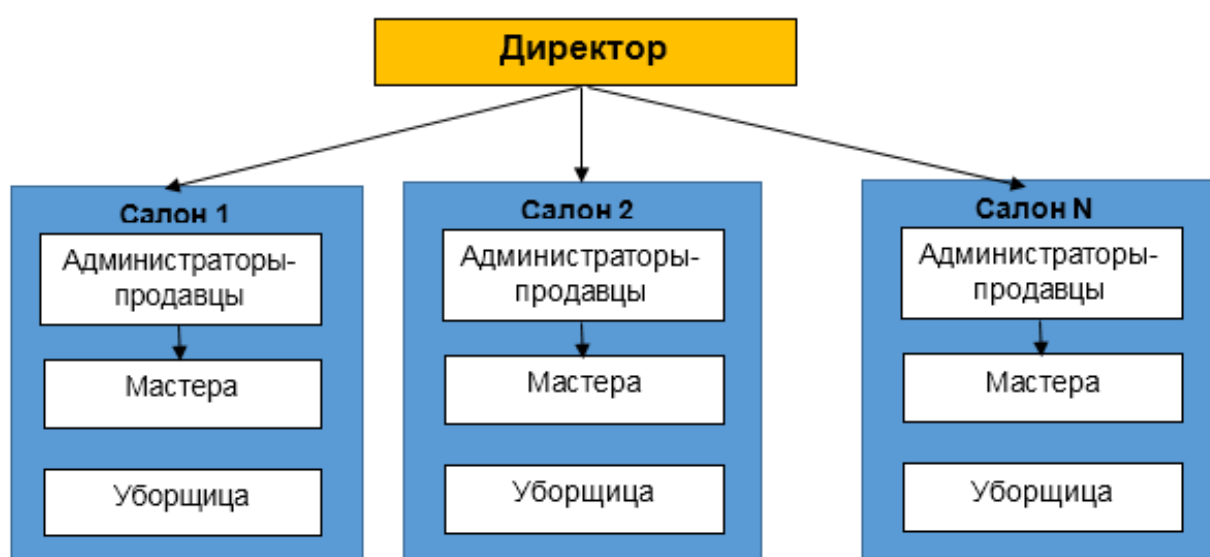 Директор
Салон 1
Администраторы-
продавцы
Мастера
Уборщица
Салон 2
Администраторы-
продавцы
Мастера
Уборщица
Салон N
Администраторы-
продавцы
Мастера
Уборщица